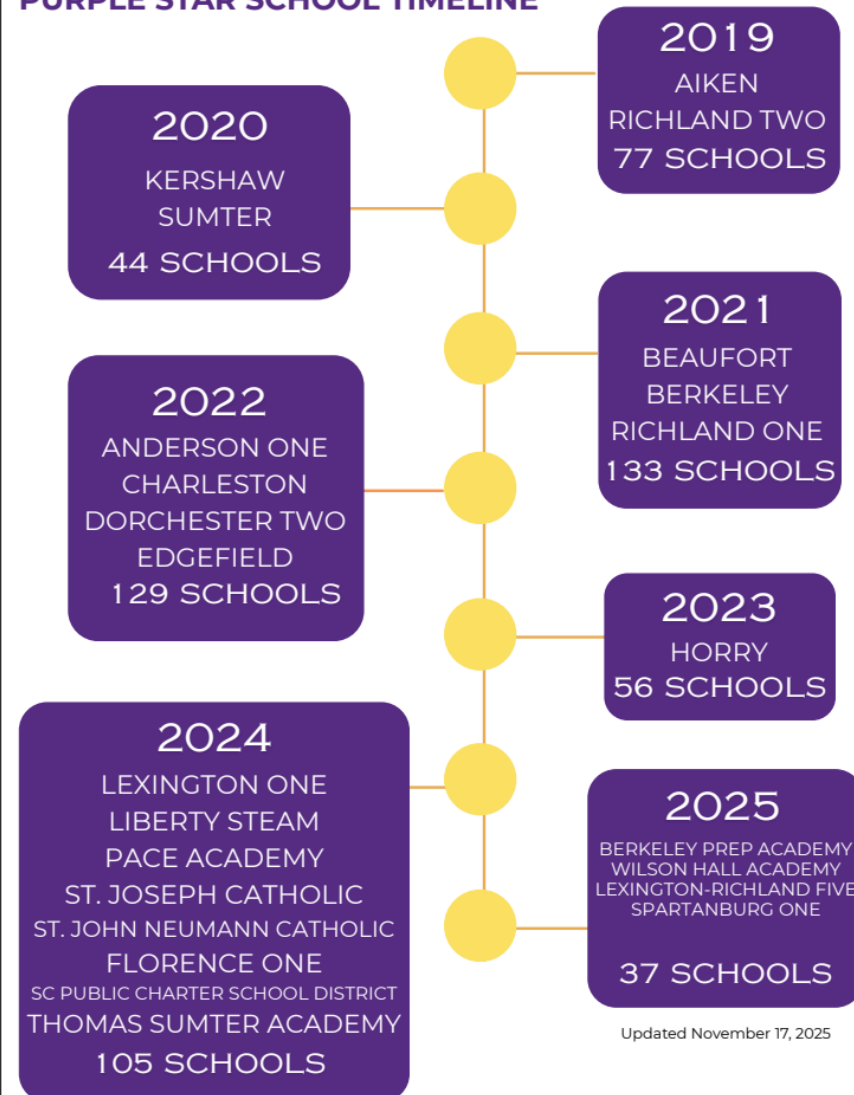 PURPLE STAR SCHOOL TIMELINE
2019
AIKEN
RICHLAND TWO
77 SCHOOLS
2020
KERSHAW
SUMTER
44 SCHOOLS
2021
BEAUFORT
BERKELEY
RICHLAND ONE
133 SCHOOLS
2022
ANDERSON ONE
CHARLESTON
DORCHESTER TWO
EDGEFIELD
129 SCHOOLS
2023
HORRY
56 SCHOOLS
2024
LEXINGTON ONE
LIBERTY STEAM
PACE ACADEMY
ST. JOSEPH CATHOLIC
ST. JOHN NEUMANN CATHOLIC
FLORENCE ONE
SC PUBLIC CHARTER SCHOOL DISTRICT
THOMAS SUMTER ACADEMY
105 SCHOOLS
2025
BERKELEY PREP ACADEMY
WILSON HALL ACADEMY
LEXINGTON-RICHLAND FIVE
SPARTANBURG ONE
37 SCHOOLS
Updated November 17, 2025